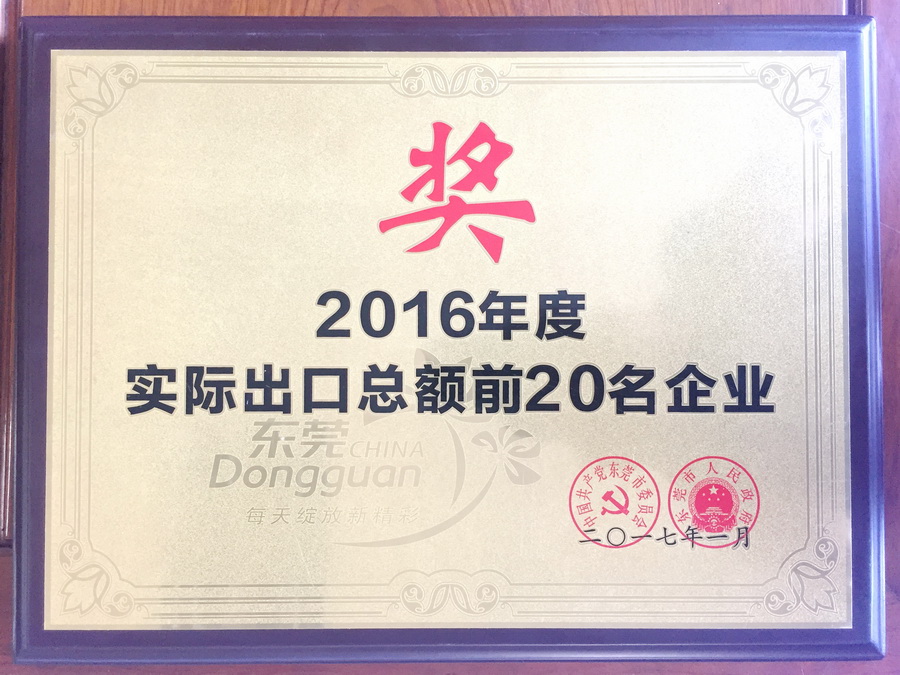 奖
2016年度
实际出口总额前20名企业
东莞CHINA
Dongguan
每天绽放新精
中国共产党东莞市委员会
东莞市人民政府
二〇一七年一月